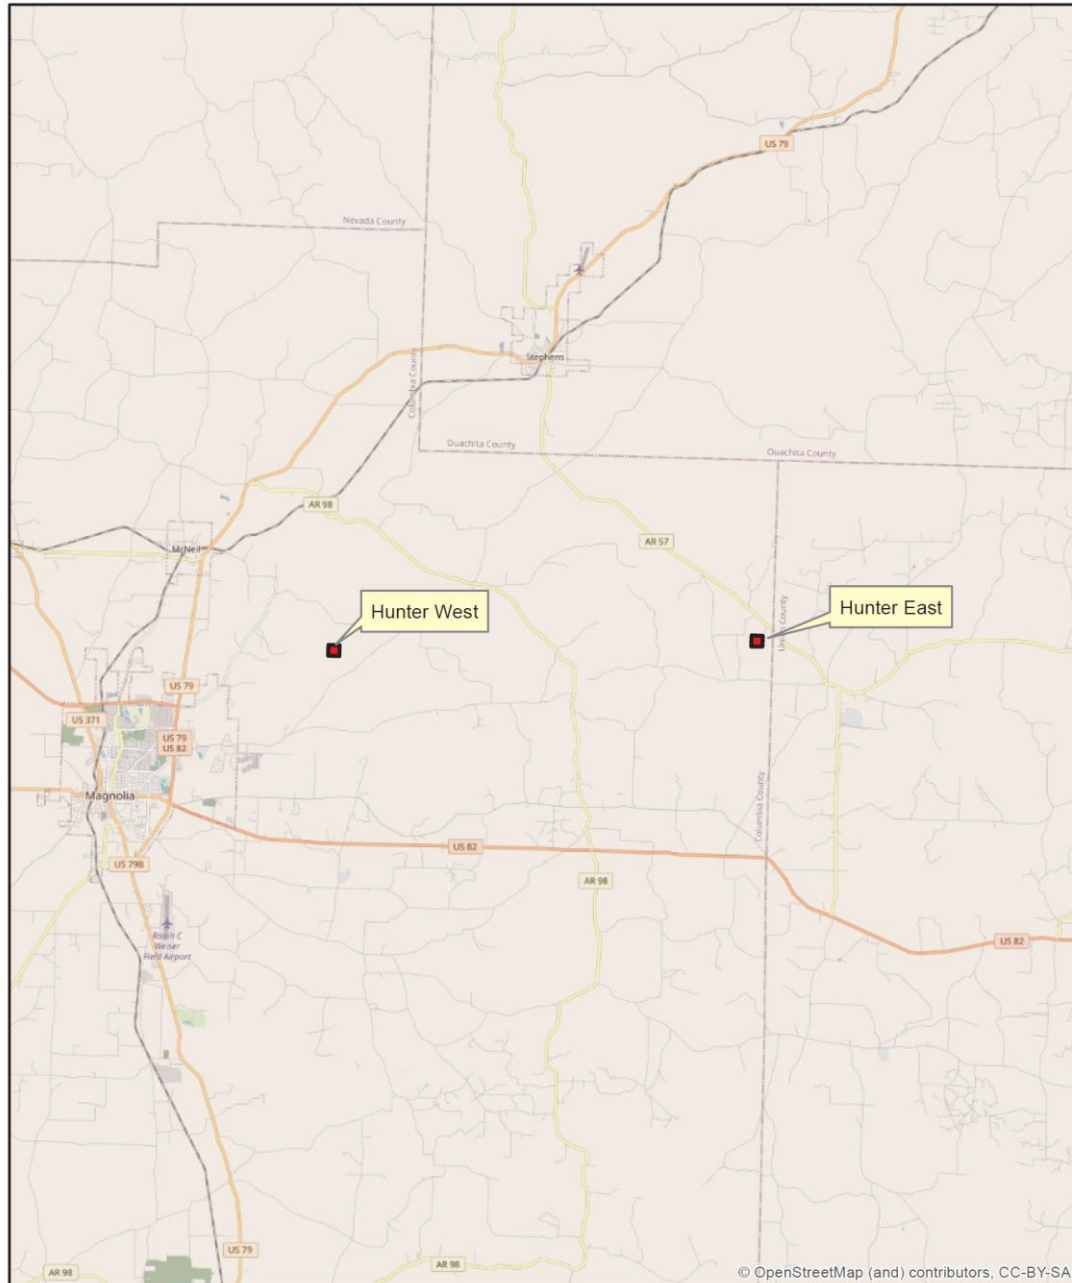 US 79
Nevada County
Stephens
Columbia County
Ouachita County
Ouachita County
AR 98
AR 57
McNeil
Hunter West
Hunter East
Union County
US 79
US 371
US 79
US 82
Magnolia
Columbia County
US 82
US 79B
AR 98
Ralph C
Weiser
Field Airport
US 82
US 79
AR 98
AR 98
© OpenStreetMap (and) contributors, CC-BY-SA